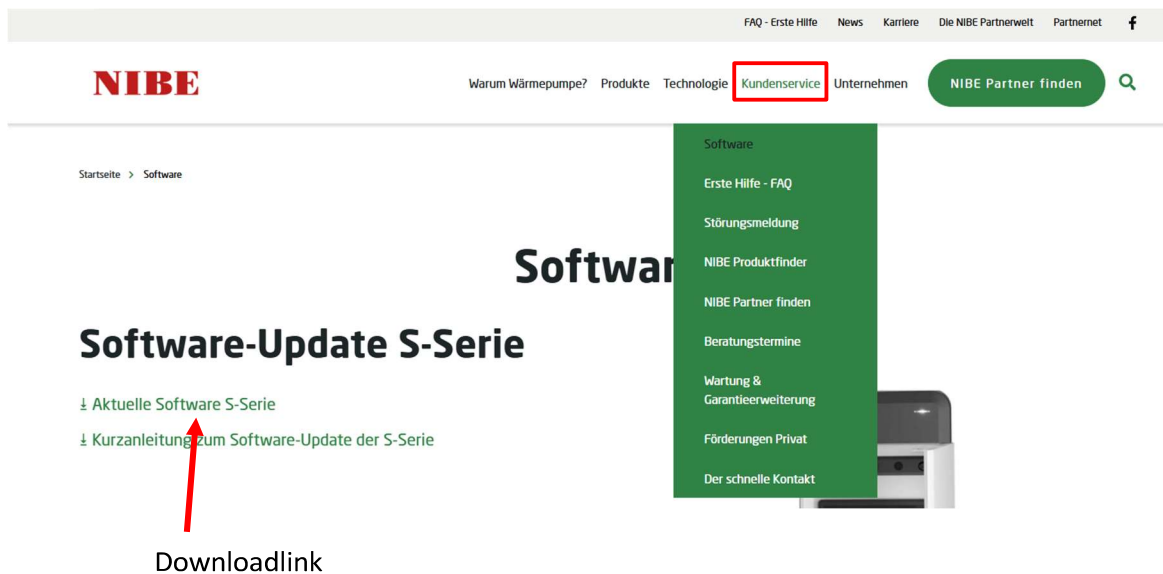 FAQ - Erste Hilfe News Karriere Die NIBE Partnerwelt Partnernet f
NIBE Warum Wärmepumpe? Produkte Technologie Kundenservice Unternehmen NIBE Partner finden
Software
Erste Hilfe - FAQ
Störungsmeldung
NIBE Produktfinder
NIBE Partner finden
Beratungstermine
Wartung &
Garantieerweiterung
Förderungen Privat
Der schnelle Kontakt
Startseite > Software
Softwar
Software-Update S-Serie
Aktuelle Software S-Serie
Kurzanleitung zum Software-Update der S-Serie
Downloadlink